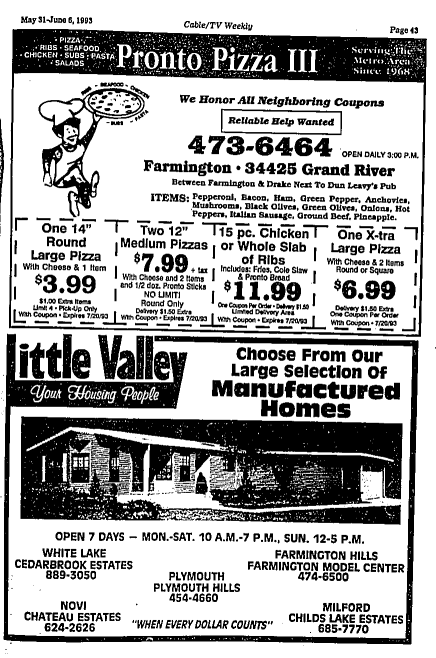 May 31-June 6, 1993
Cable/TV Weekly
Page 43
• PIZZA •
• RIBS • SEAFOOD
• CHICKEN • SUBS • PASTA
• SALADS
Pronto Pizza III
Serving The
Metro Area
Since 1968
RIBS • SEAFOOD • CHICKEN
• SUBS • PASTA
We Honor All Neighboring Coupons
Reliable Help Wanted
473-6464 OPEN DAILY 3:00 P.M.
Farmington • 34425 Grand River
Between Farmington & Drake Next To Dun Leavy's Pub
ITEMS: Pepperoni, Bacon, Ham, Green Pepper, Anchovies,
Mushrooms, Black Olives, Green Olives, Onions, Hot
Peppers, Italian Sausage, Ground Beef, Pineapple.
One 14"
Round
Large Pizza
With Cheese & 1 Item
$3.99
$1.00 Extra Items
Limit 4 • Pick-Up Only
With Coupon • Expires 7/20/93
Two 12"
Medium Pizzas
$7.99 + tax
With Cheese and 2 Items
and 1/2 doz. Pronto Sticks
NO LIMIT!
Round Only
Delivery $1.50 Extra
With Coupon • Expires 7/20/93
15 pc. Chicken
or Whole Slab
of Ribs
Includes: Fries, Cole Slaw
& Pronto Bread
$11.99
One Coupon Per Order • Delivery $1.50
Limited Delivery Area
With Coupon • Expires 7/20/93
One X-tra
Large Pizza
With Cheese & 2 Items
Round or Square
$6.99
Delivery $1.50 Extra
One Coupon Per Order
With Coupon • 7/20/93
little Valley
Your Housing People
Choose From Our
Large Selection Of
Manufactured
Homes
OPEN 7 DAYS — MON.-SAT. 10 A.M.-7 P.M., SUN. 12-5 P.M.
WHITE LAKE
CEDARBROOK ESTATES
889-3050
PLYMOUTH
PLYMOUTH HILLS
454-4660
FARMINGTON HILLS
FARMINGTON MODEL CENTER
474-6500
NOVI
CHATEAU ESTATES
624-2626
"WHEN EVERY DOLLAR COUNTS"
MILFORD
CHILDS LAKE ESTATES
685-7770